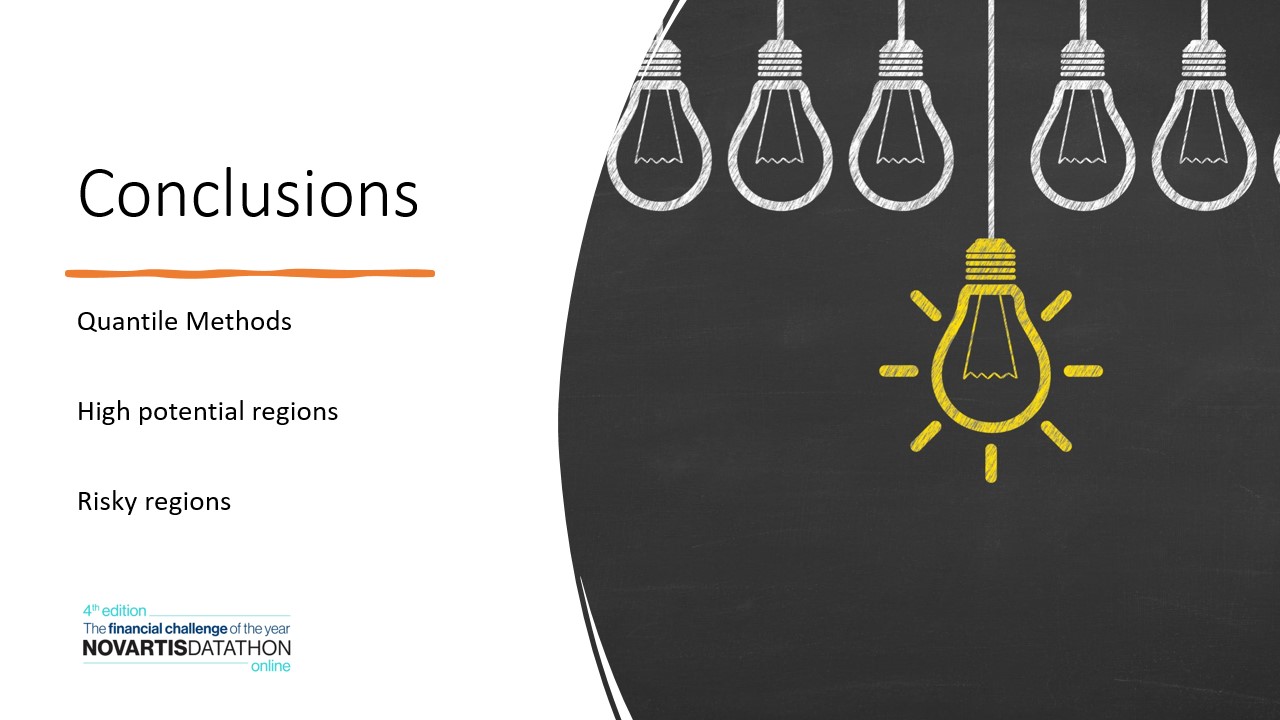 Conclusions
Quantile Methods
High potential regions
Risky regions
4th edition
The financial challenge of the year
NOVARTISDATATHON
online